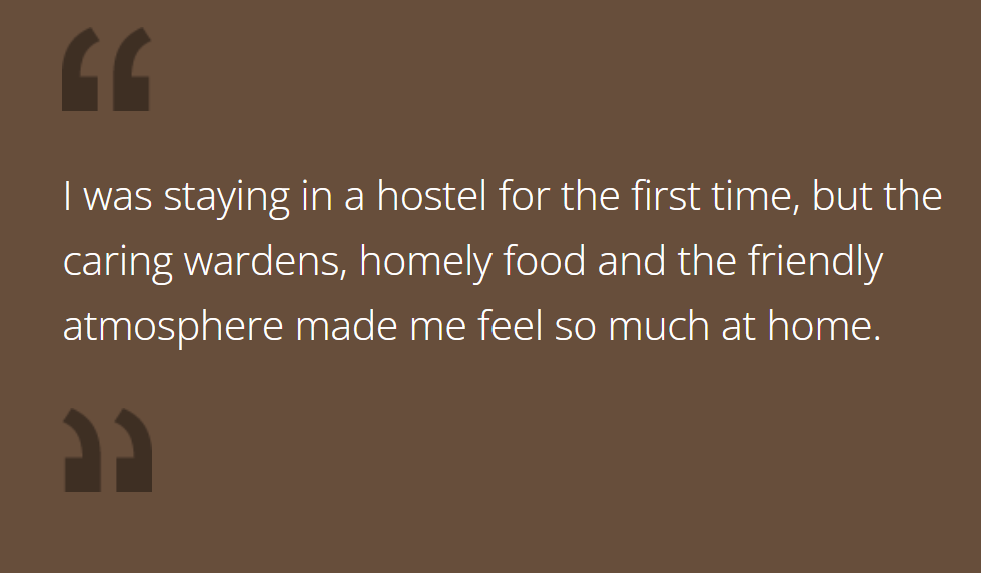 “
I was staying in a hostel for the first time, but the
caring wardens, homely food and the friendly
atmosphere made me feel so much at home.
”